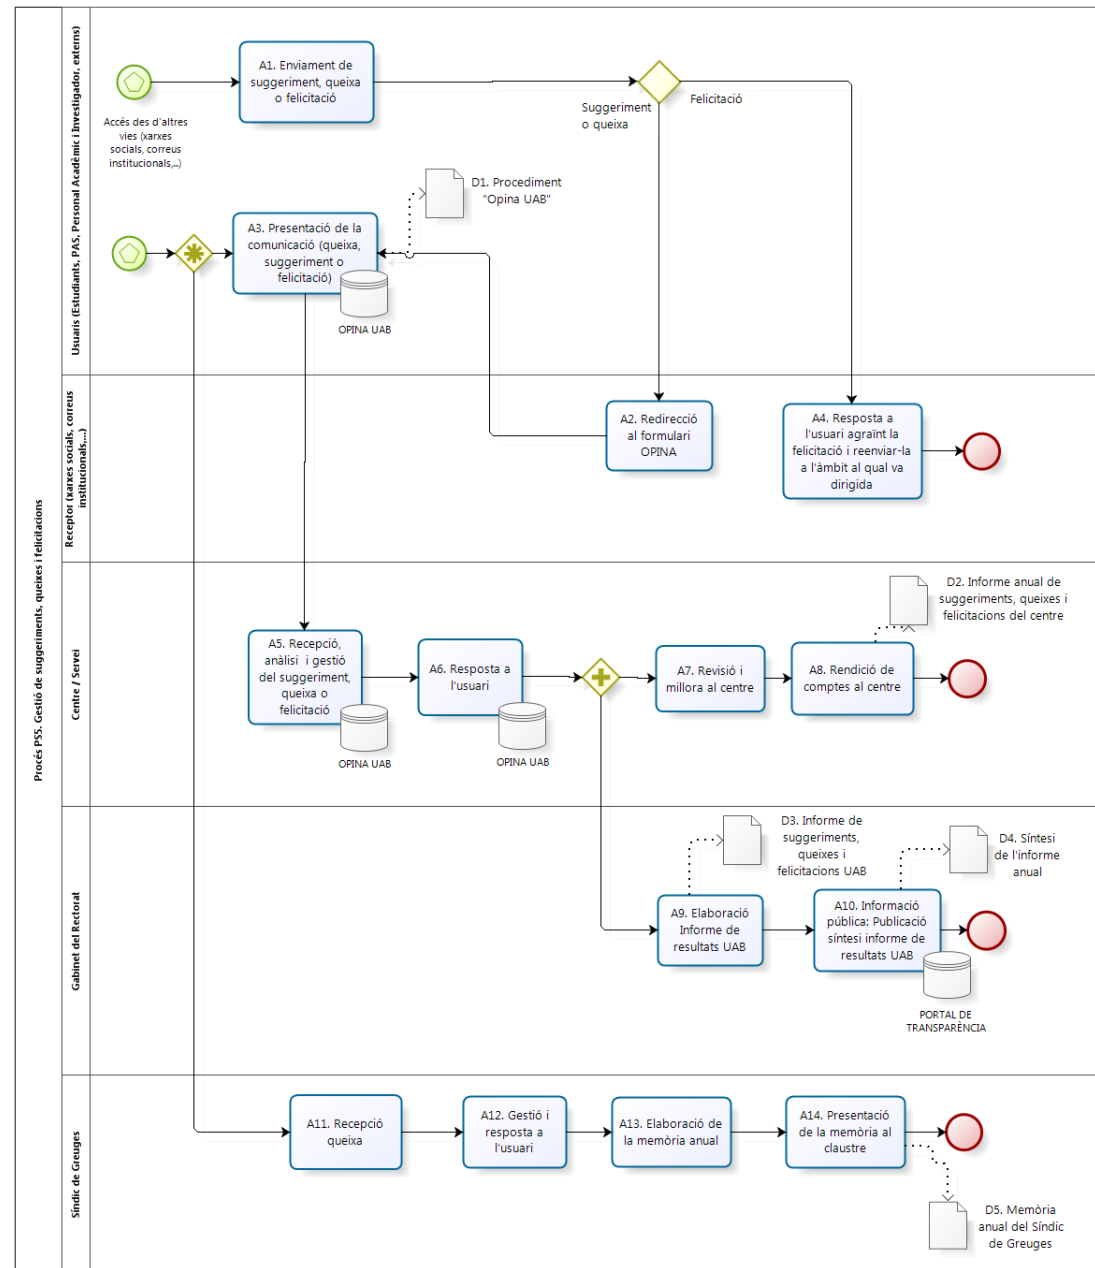 Procés PS5. Gestió de suggeriments, queixes i felicitacions
Usuaris (Estudiants, PAS, Personal Acadèmic i Investigador, externs)
Accés des d'altres
vies (xarxes
socials, correus
institucionals,...)
A1. Enviament de
suggeriment, queixa
o felicitació
Suggeriment
o queixa
Felicitació
D1. Procediment
"Opina UAB"
A3. Presentació de la
comunicació (queixa,
suggeriment o
felicitació)
OPINA UAB
Receptor (xarxes socials, correus
institucionals,...)
A2. Redirecció
al formulari
OPINA
A4. Resposta a
l'usuari agraïnt la
felicitació i reenviar-la
a l'àmbit al qual va
dirigida
Centre / Servei
D2. Informe anual de
suggeriments, queixes i
felicitacions del centre
A5. Recepció,
anàlisi i gestió
del suggeriment,
queixa o
felicitació
OPINA UAB
A6. Resposta a
l'usuari
OPINA UAB
A7. Revisió i
millora al centre
A8. Rendició de
comptes al centre
Gabinet del Rectorat
D3. Informe de
suggeriments,
queixes i
felicitacions UAB
D4. Síntesi
de l'informe
anual
A9. Elaboració
Informe de
resultats UAB
A10. Informació
pública: Publicació
síntesi informe de
resultats UAB
PORTAL DE
TRANSPARÈNCIA
Síndic de Greuges
A11. Recepció
queixa
A12. Gestió i
resposta a
l'usuari
A13. Elaboració de
la memòria anual
A14. Presentació
de la memòria al
claustre
D5. Memòria
anual del Síndic
de Greuges